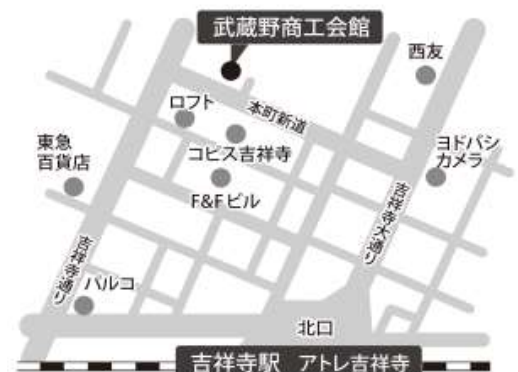 武蔵野商工会館
西友
ロフト
本町新道
東急
百貨店
コピス吉祥寺
ヨドバシ
カメラ
F&Fビル
吉祥寺大通り
吉祥寺通り
パルコ
北口
吉祥寺駅 アトレ吉祥寺